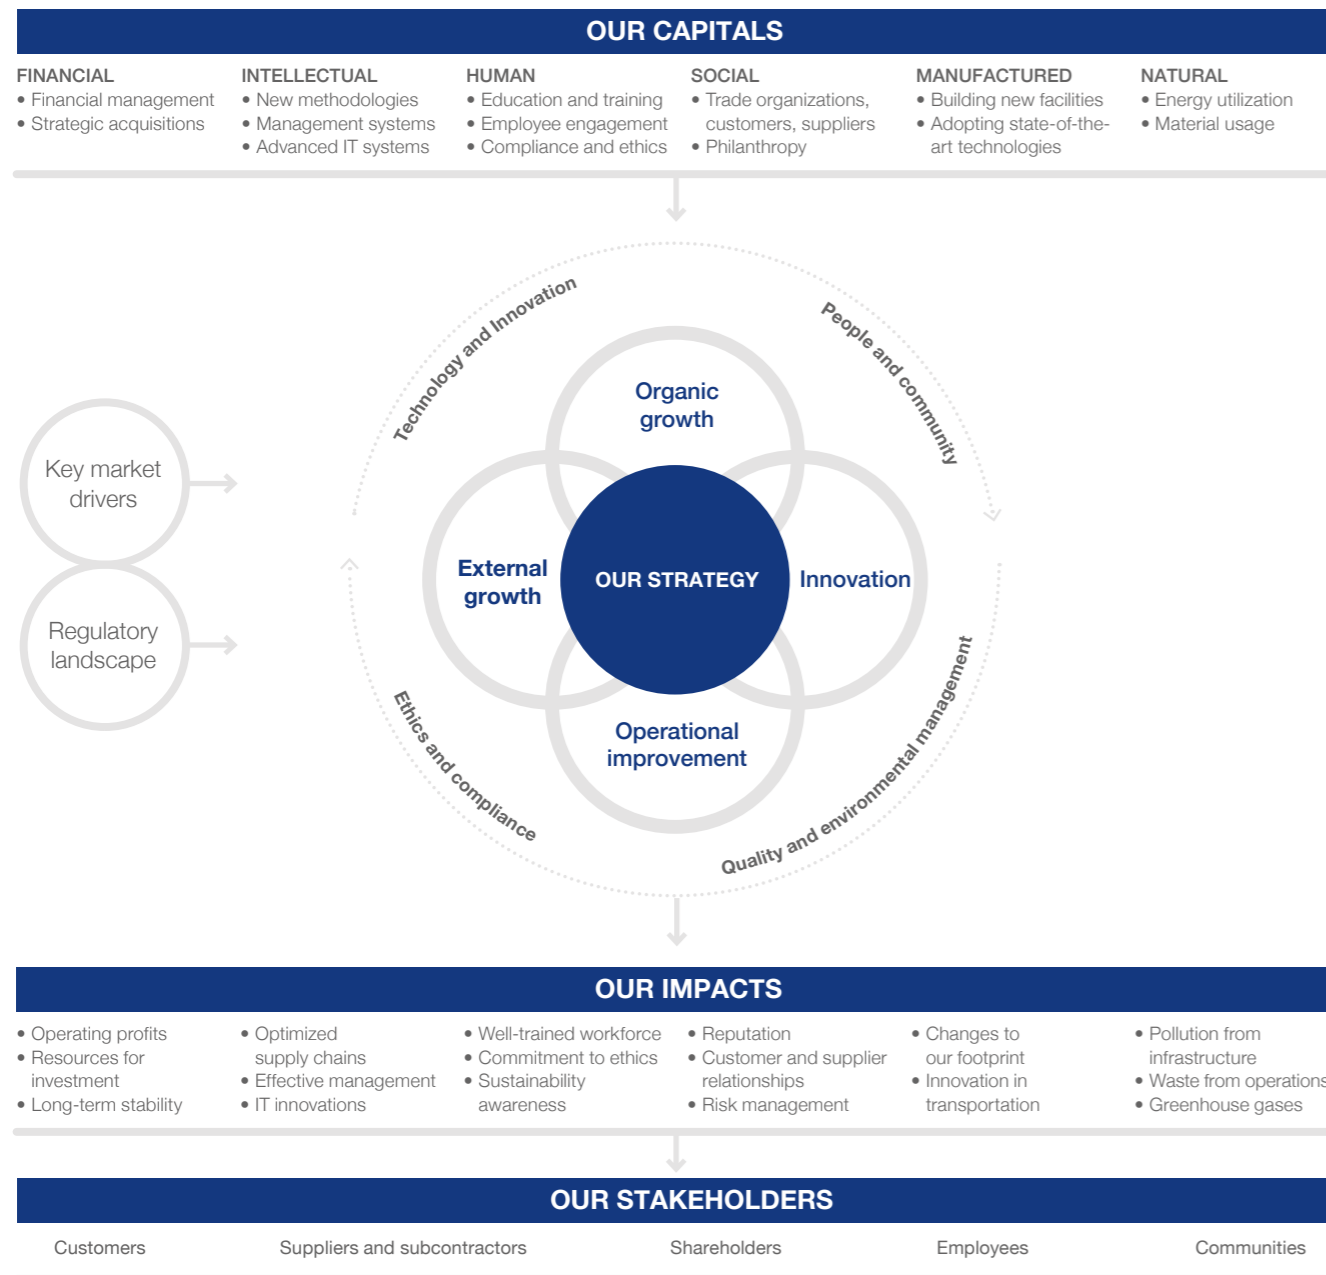 OUR CAPITALS
FINANCIAL
• Financial management
• Strategic acquisitions
INTELLECTUAL
• New methodologies
• Management systems
• Advanced IT systems
HUMAN
• Education and training
• Employee engagement
• Compliance and ethics
SOCIAL
• Trade organizations,
customers, suppliers
• Philanthropy
MANUFACTURED
• Building new facilities
• Adopting state-of-the-
art technologies
NATURAL
• Energy utilization
• Material usage
Technology and Innovation
People and community
Key market
drivers
Regulatory
landscape
Organic
growth
External
growth
OUR STRATEGY
Innovation
Operational
improvement
Ethics and compliance
Quality and environmental management
OUR IMPACTS
• Operating profits
• Resources for
investment
• Long-term stability
• Optimized
supply chains
• Effective management
• IT innovations
• Well-trained workforce
• Commitment to ethics
• Sustainability
awareness
• Reputation
• Customer and supplier
relationships
• Risk management
• Changes to
our footprint
• Innovation in
transportation
• Pollution from
infrastructure
• Waste from operations
• Greenhouse gases
OUR STAKEHOLDERS
Customers
Suppliers and subcontractors
Shareholders
Employees
Communities